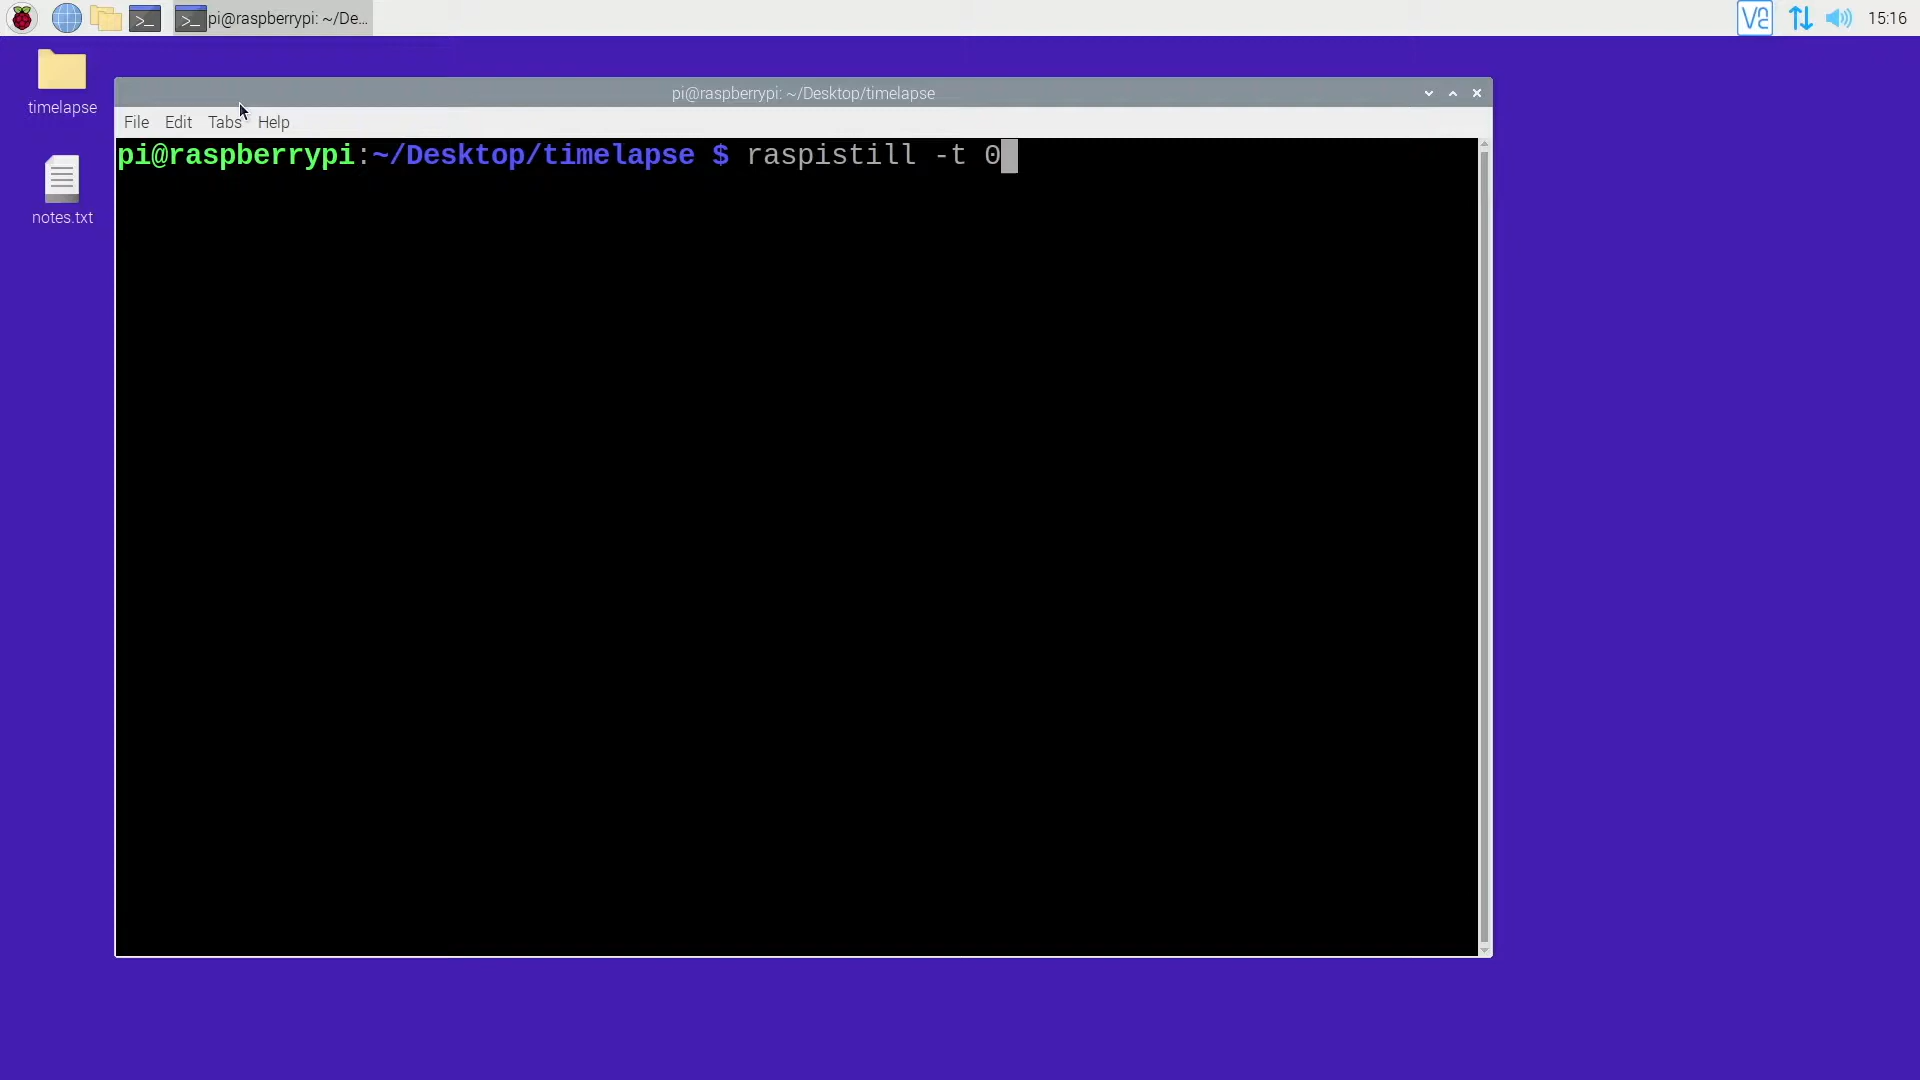 pi@raspberrypi: ~/De... 15:16
timelapse
notes.txt
pi@raspberrypi: ~/Desktop/timelapse
File Edit Tabs Help
pi@raspberrypi:~/Desktop/timelapse $ raspistill -t 0